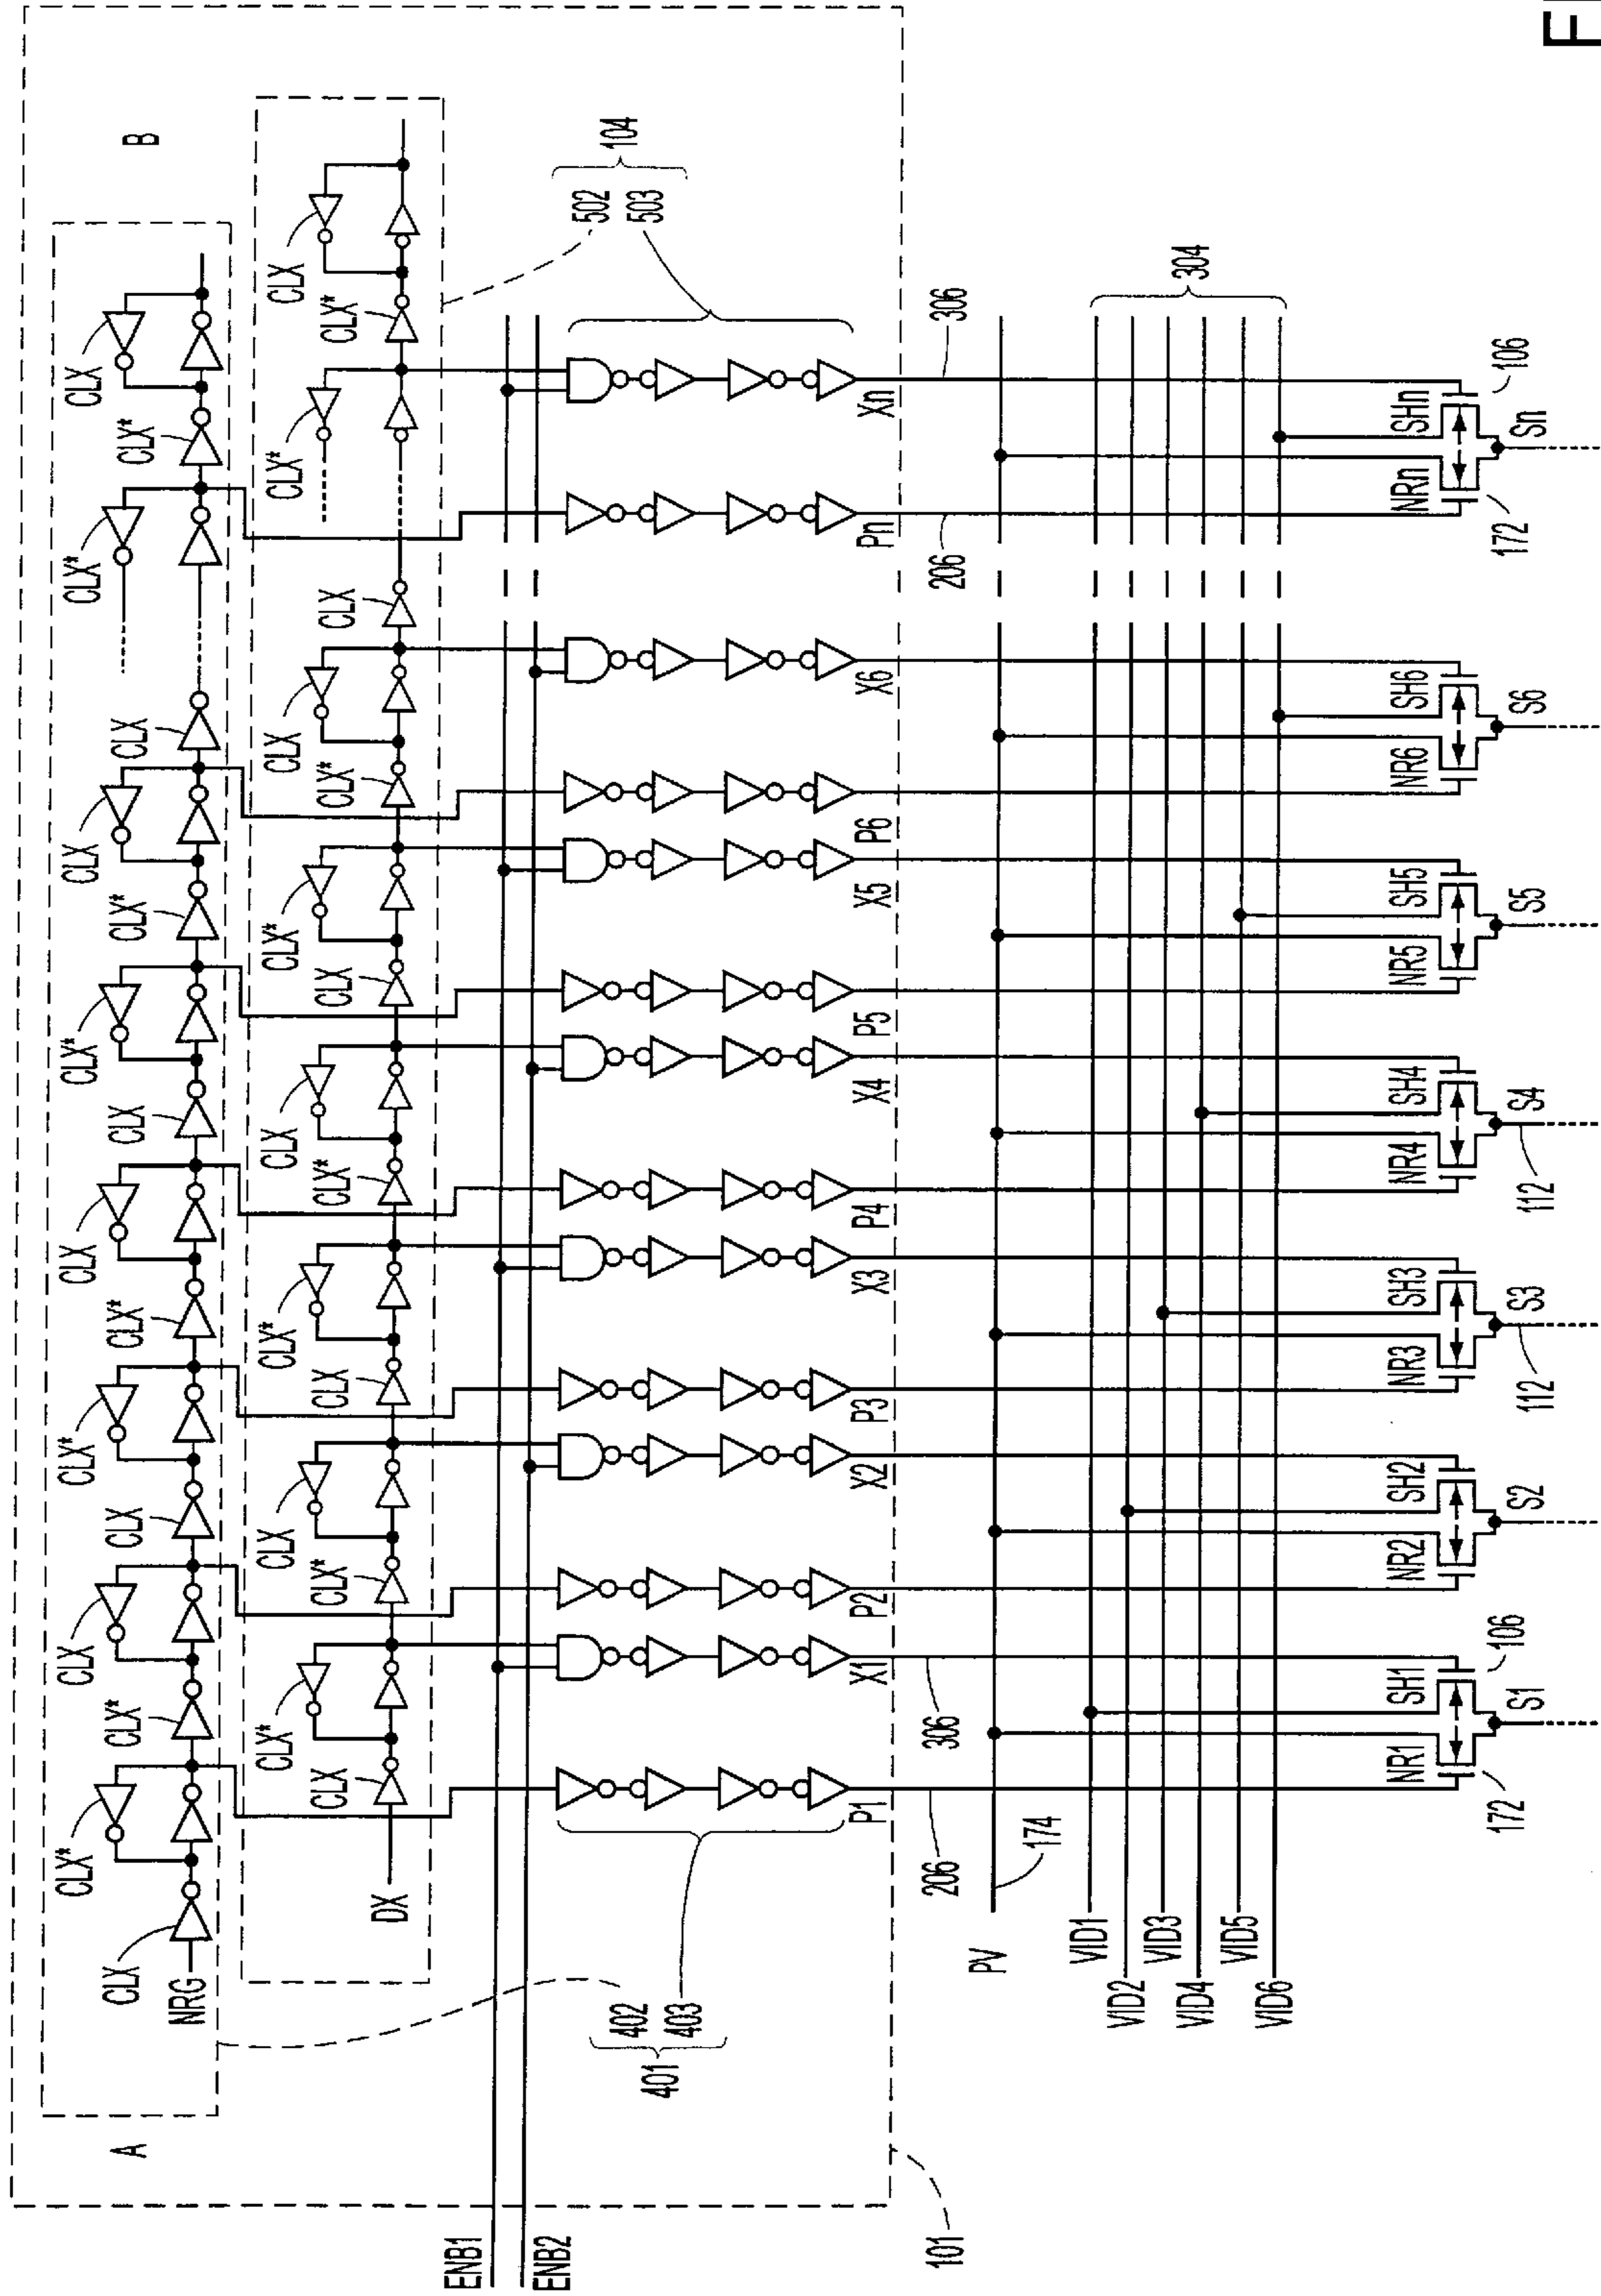 CLX* CLX CLX* CLX CLX* CLX CLX* CLX
A CLX CLX* CLX CLX* CLX CLX* CLX CLX* B
NRG
CLX* CLX CLX* CLX CLX* CLX CLX* CLX
CLX CLX* CLX CLX* CLX CLX* CLX CLX*
DX
ENB1
ENB2
402 502
401 104
403 503
P1 X1 P2 X2 P3 X3 P4 X4 P5 X5 P6 X6 Pn Xn
101 206 306 206 306
PV 174
VID1
VID2
VID3
VID4
VID5
VID6
304
NR1 SH1 NR2 SH2 NR3 SH3 NR4 SH4 NR5 SH5 NR6 SH6 NRn SHn
172 106 172 106
S1 S2 S3 S4 S5 S6 Sn
112 112